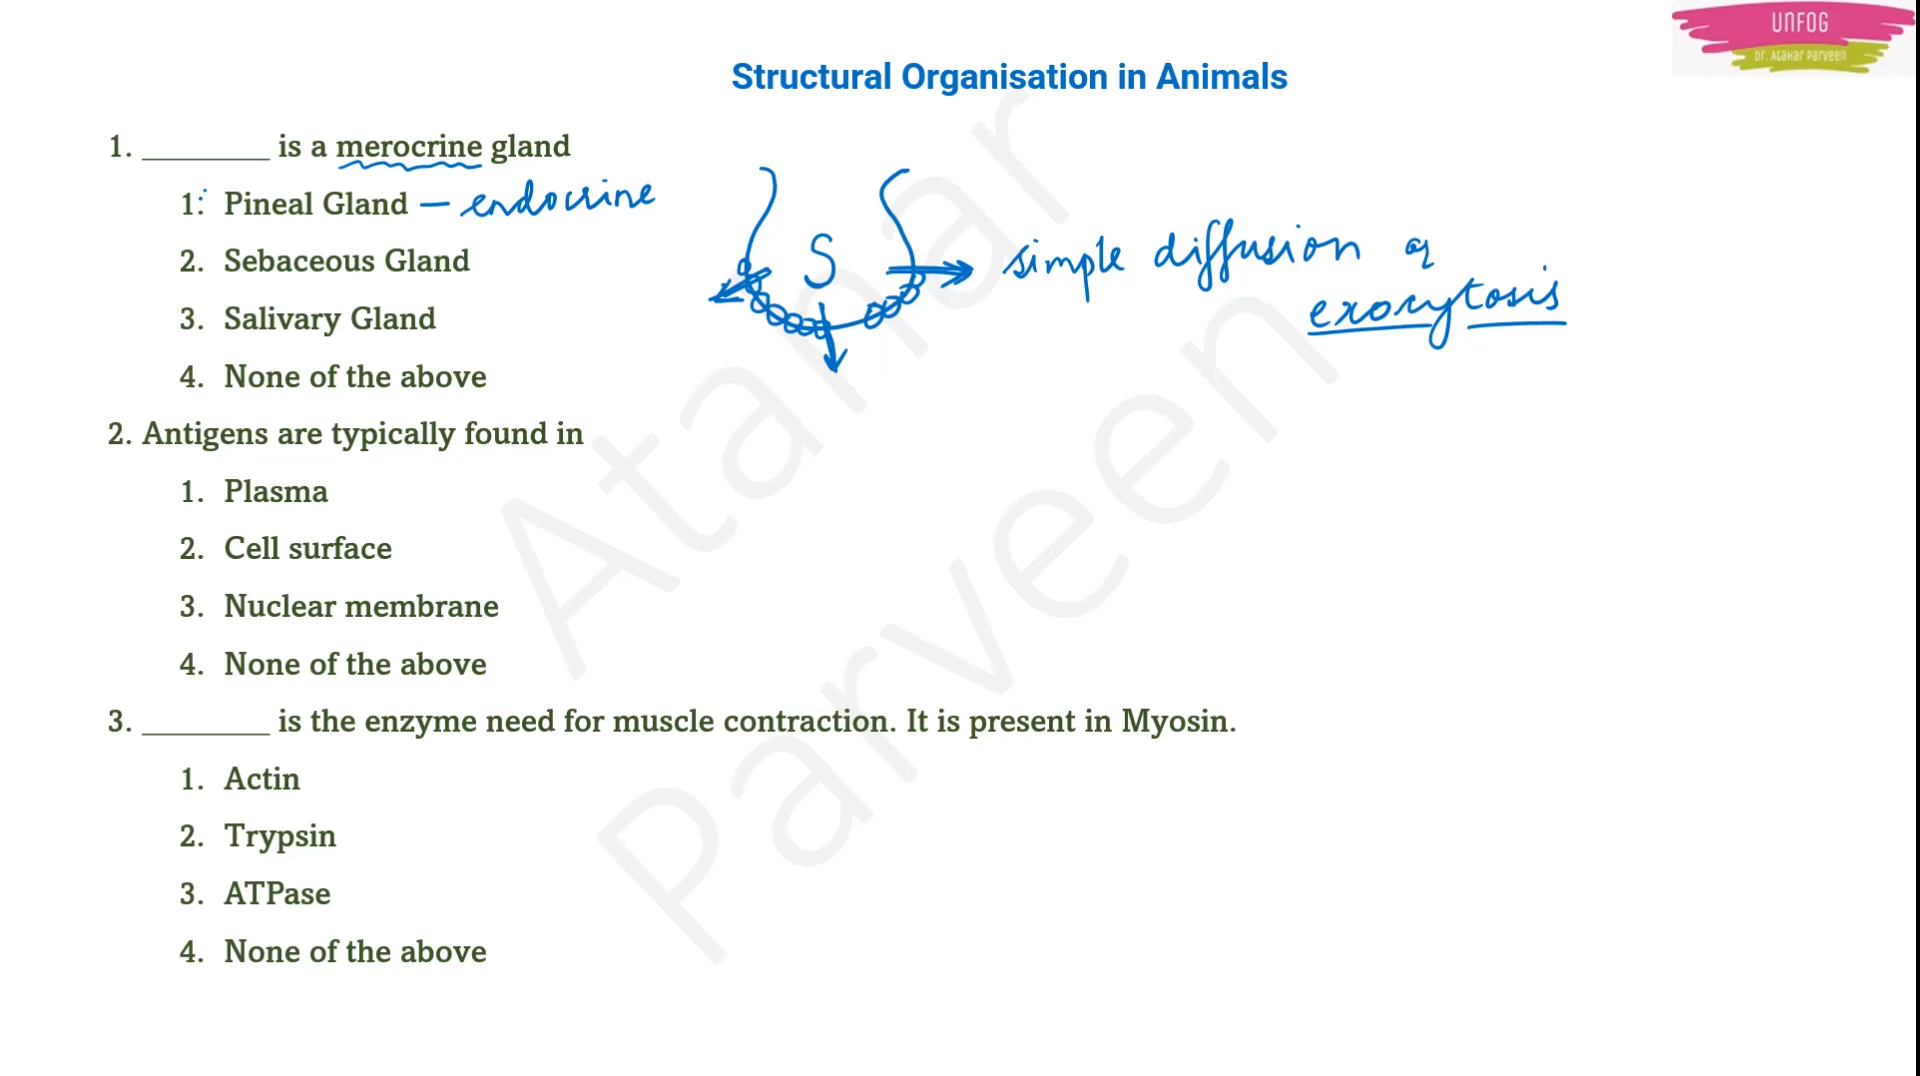 UNFOG
Dr. Atahar Parveen
Structural Organisation in Animals
1. ________ is a merocrine gland
1. Pineal Gland — endocrine
2. Sebaceous Gland
3. Salivary Gland
4. None of the above
S
simple diffusion or
exocytosis
2. Antigens are typically found in
1. Plasma
2. Cell surface
3. Nuclear membrane
4. None of the above
3. ________ is the enzyme need for muscle contraction. It is present in Myosin.
1. Actin
2. Trypsin
3. ATPase
4. None of the above
Atahar
Parveen